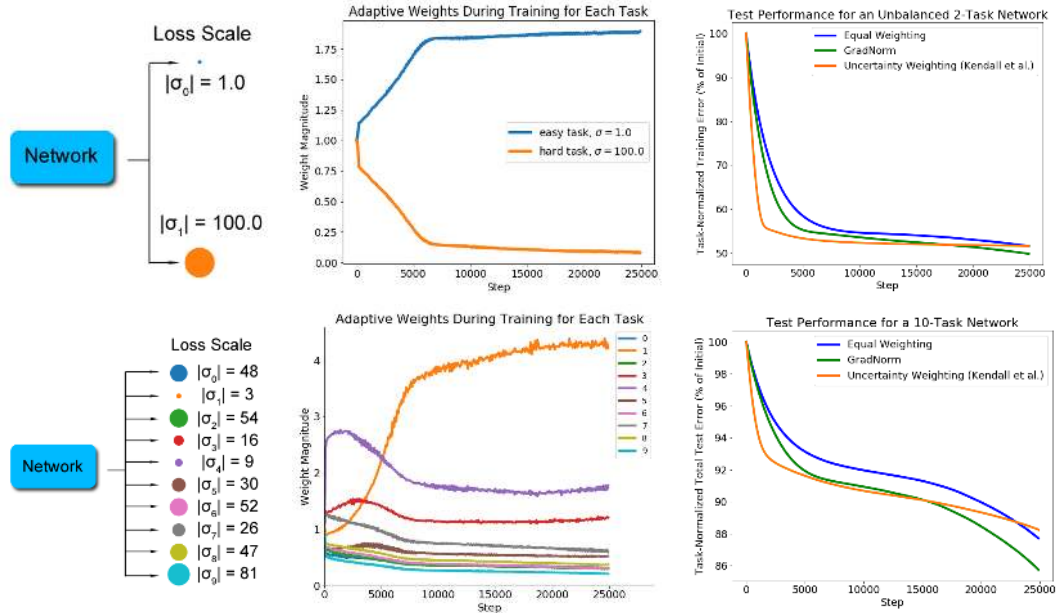 Loss Scale
|σ0| = 1.0
Network
|σ1| = 100.0
Adaptive Weights During Training for Each Task
Weight Magnitude
1.75
1.50
1.25
1.00
0.75
0.50
0.25
0.00
easy task, σ = 1.0
hard task, σ = 100.0
0 5000 10000 15000 20000 25000
Step
Test Performance for an Unbalanced 2-Task Network
Task-Normalized Training Error (% of Initial)
100
90
80
70
60
50
Equal Weighting
GradNorm
Uncertainty Weighting (Kendall et al.)
0 5000 10000 15000 20000 25000
Step
Loss Scale
|σ0| = 48
|σ1| = 3
|σ2| = 54
|σ3| = 16
|σ4| = 9
|σ5| = 30
|σ6| = 52
|σ7| = 26
|σ8| = 47
|σ9| = 81
Network
Adaptive Weights During Training for Each Task
Weight Magnitude
4
3
2
1
0
0
1
2
3
4
5
6
7
8
9
0 5000 10000 15000 20000 25000
Step
Test Performance for a 10-Task Network
Task-Normalized Total Test Error (% of Initial)
100
98
96
94
92
90
88
86
Equal Weighting
GradNorm
Uncertainty Weighting (Kendall et al.)
0 5000 10000 15000 20000 25000
Step